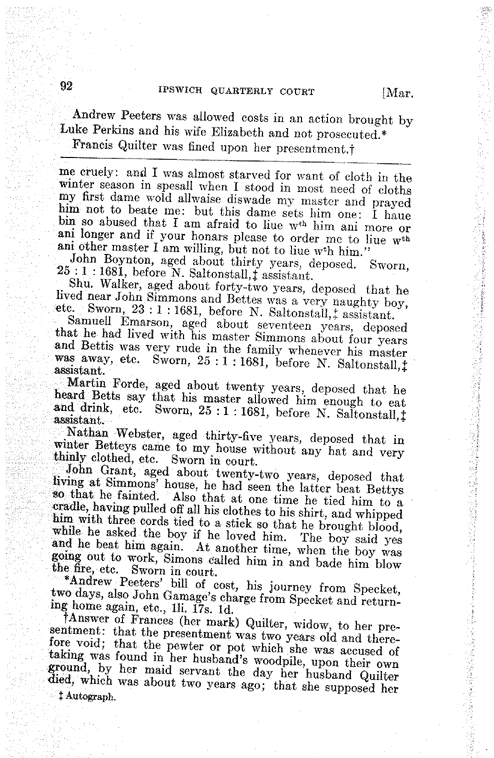 92 IPSWICH QUARTERLY COURT [Mar.
Andrew Peeters was allowed costs in an action brought by
Luke Perkins and his wife Elizabeth and not prosecuted.*
Francis Quilter was fined upon her presentment.†
me cruely: and I was almost starved for want of cloth in the
winter season in spesall when I stood in most need of cloths
my first dame wold allwaise diswade my master and prayed
him not to beate me: but this dame sets him one: I haue
bin so abused that I am afraid to liue wth him ani more or
ani longer and if your honars please to order me to liue wth
ani other master I am willing, but not to liue wth him."
John Boynton, aged about thirty years, deposed. Sworn,
25 : 1 : 1681, before N. Saltonstall,‡ assistant.
Shu. Walker, aged about forty-two years, deposed that he
lived near John Simmons and Bettes was a very naughty boy,
etc. Sworn, 23 : 1 : 1681, before N. Saltonstall,‡ assistant.
Samuell Emarson, aged about seventeen years, deposed
that he had lived with his master Simmons about four years
and Bettis was very rude in the family whenever his master
was away, etc. Sworn, 25 : 1 : 1681, before N. Saltonstall,‡
assistant.
Martin Forde, aged about twenty years, deposed that he
heard Betts say that his master allowed him enough to eat
and drink, etc. Sworn, 25 : 1 : 1681, before N. Saltonstall,‡
assistant.
Nathan Webster, aged thirty-five years, deposed that in
winter Betteys came to my house without any hat and very
thinly clothed, etc. Sworn in court.
John Grant, aged about twenty-two years, deposed that
living at Simmons' house, he had seen the latter beat Bettys
so that he fainted. Also that at one time he tied him to a
cradle, having pulled off all his clothes to his shirt, and whipped
him with three cords tied to a stick so that he brought blood,
while he asked the boy if he loved him. The boy said yes
and he beat him again. At another time, when the boy was
going out to work, Simons called him in and bade him blow
the fire, etc. Sworn in court.
*Andrew Peeters' bill of cost, his journey from Specket,
two days, also John Gamage's charge from Specket and return-
ing home again, etc., 1li. 17s. 1d.
†Answer of Frances (her mark) Quilter, widow, to her pre-
sentment: that the presentment was two years old and there-
fore void; that the pewter or pot which she was accused of
taking was found in her husband's woodpile, upon their own
ground, by her maid servant the day her husband Quilter
died, which was about two years ago; that she supposed her
‡ Autograph.